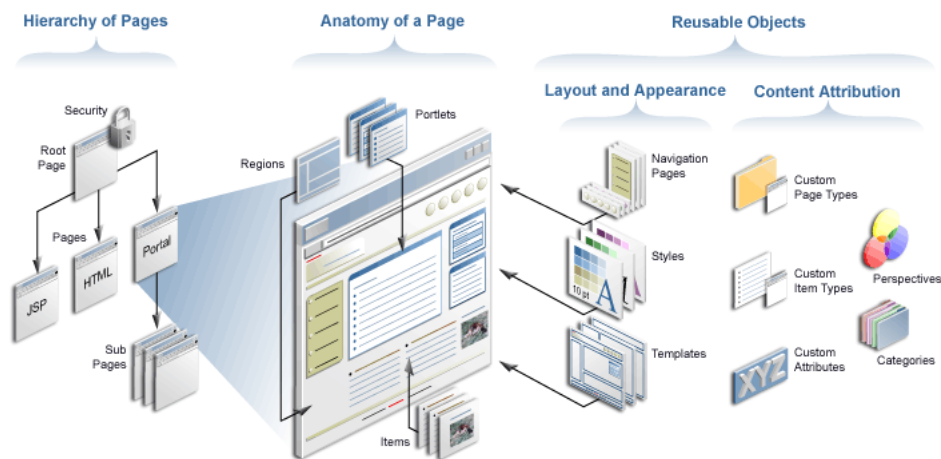 Hierarchy of Pages
Anatomy of a Page
Reusable Objects
Layout and Appearance
Content Attribution
Security
Root
Page
Pages
JSP
HTML
Portal
Sub
Pages
Regions
Portlets
Items
Navigation
Pages
Styles
10 pt
A
Templates
Custom
Page Types
Custom
Item Types
Perspectives
XYZ
Custom
Attributes
Categories